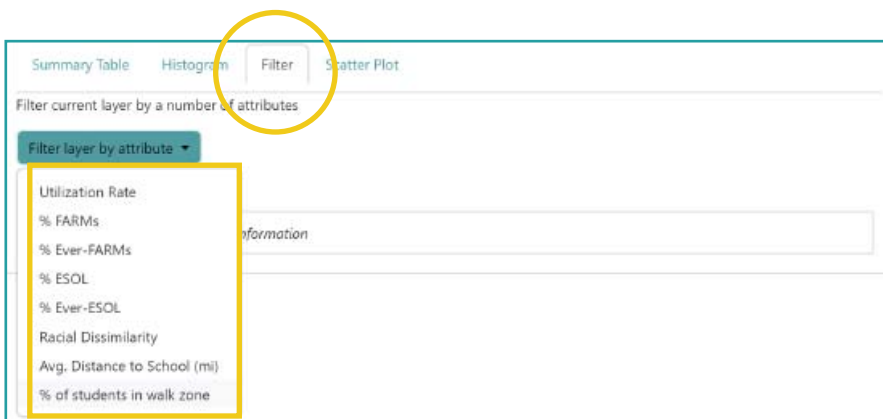 Summary Table Histogram Filter Scatter Plot
Filter current layer by a number of attributes
Filter layer by attribute
Utilization Rate
% FARMs
information
% Ever-FARMs
% ESOL
% Ever-ESOL
Racial Dissimilarity
Avg. Distance to School (mi)
% of students in walk zone